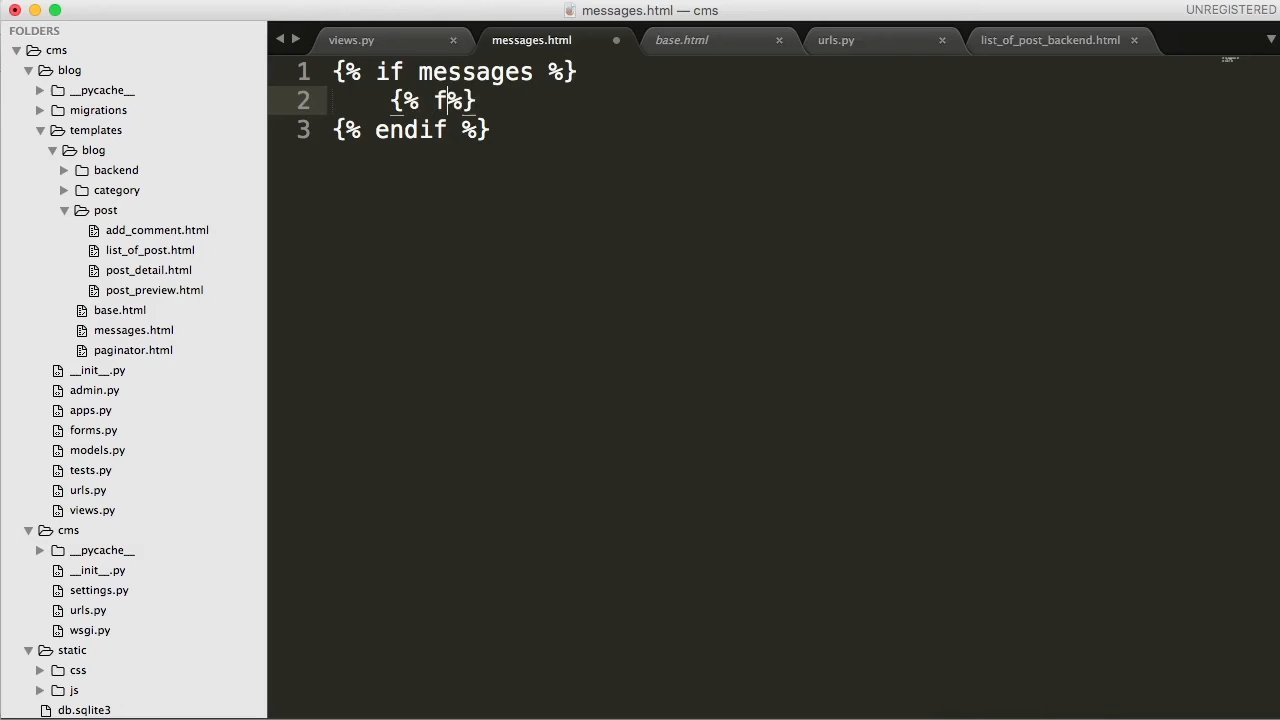 messages.html — cms
UNREGISTERED
FOLDERS
cms
blog
__pycache__
migrations
templates
blog
backend
category
post
add_comment.html
list_of_post.html
post_detail.html
post_preview.html
base.html
messages.html
paginator.html
__init__.py
admin.py
apps.py
forms.py
models.py
tests.py
urls.py
views.py
cms
__pycache__
__init__.py
settings.py
urls.py
wsgi.py
static
css
js
db.sqlite3
views.py
messages.html
base.html
urls.py
list_of_post_backend.html
1 {% if messages %}
2 {% f%}
3 {% endif %}